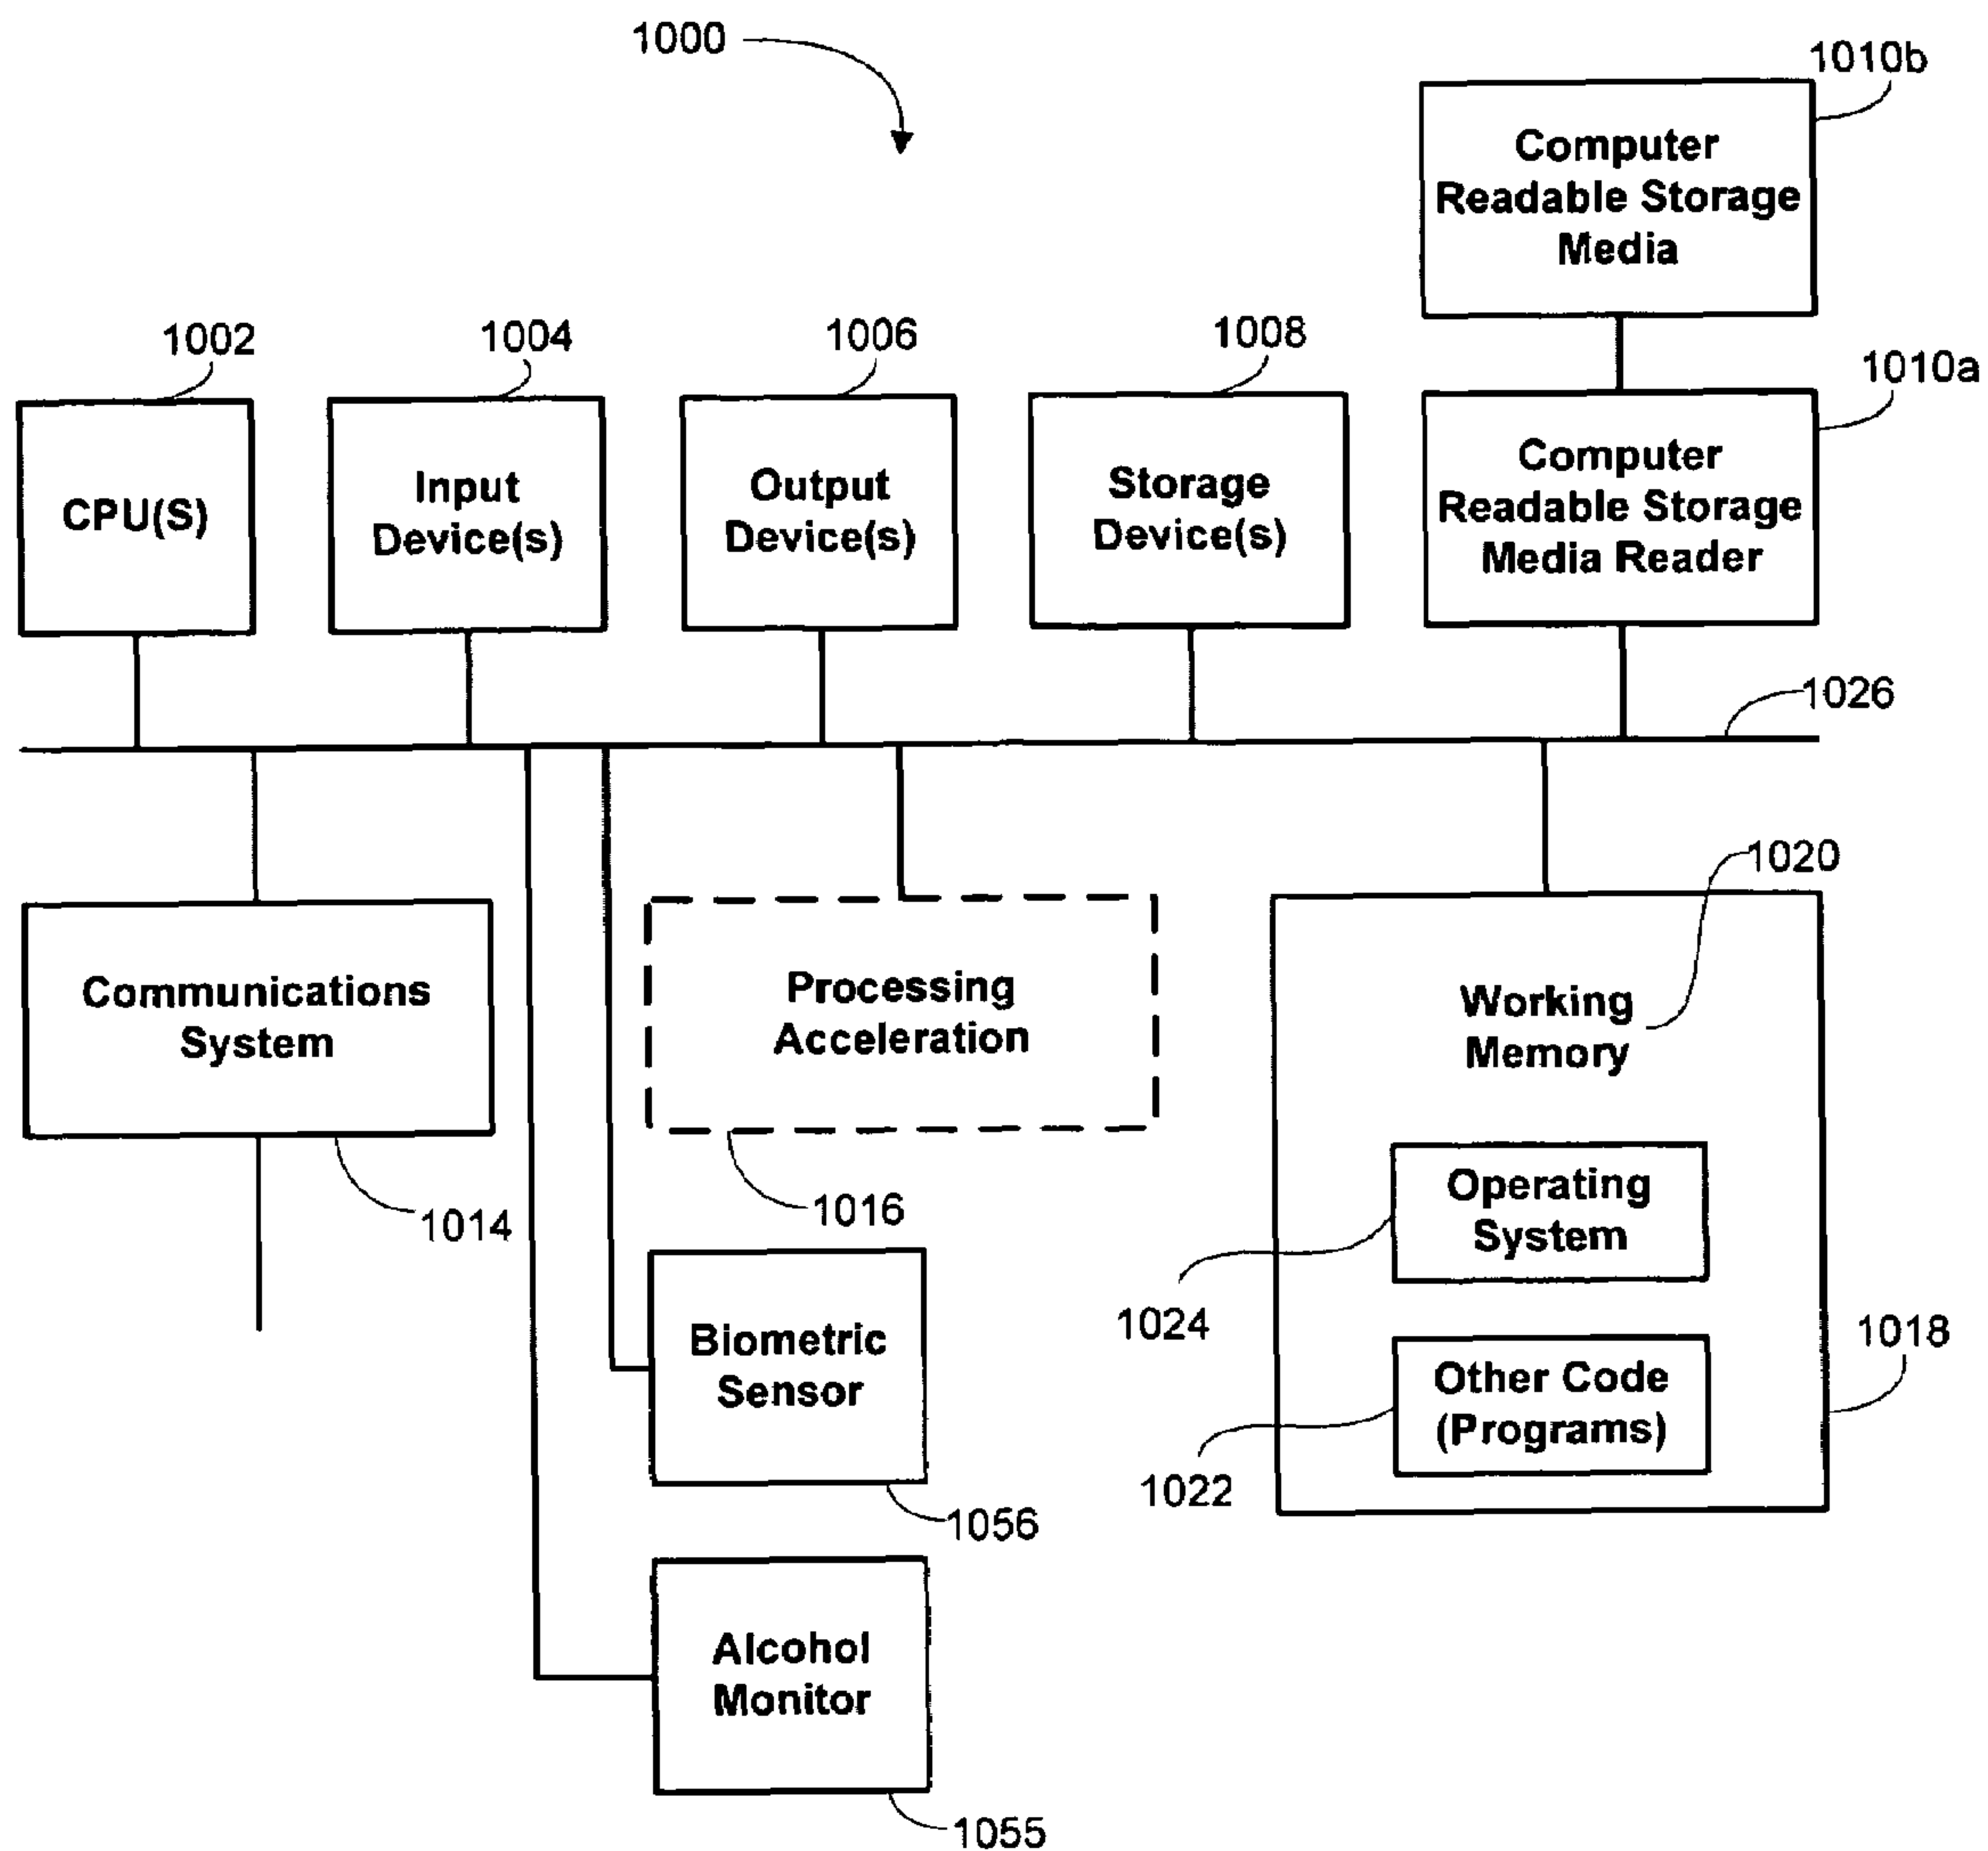 1000
1010b
Computer
Readable Storage
Media
1002
1004
1006
1008
1010a
CPU(S)
Input
Device(s)
Output
Device(s)
Storage
Device(s)
Computer
Readable Storage
Media Reader
1026
1020
Communications
System
Processing
Acceleration
Working
Memory
1014
1016
Operating
System
1024
Biometric
Sensor
1018
Other Code
(Programs)
1022
1056
Alcohol
Monitor
1055